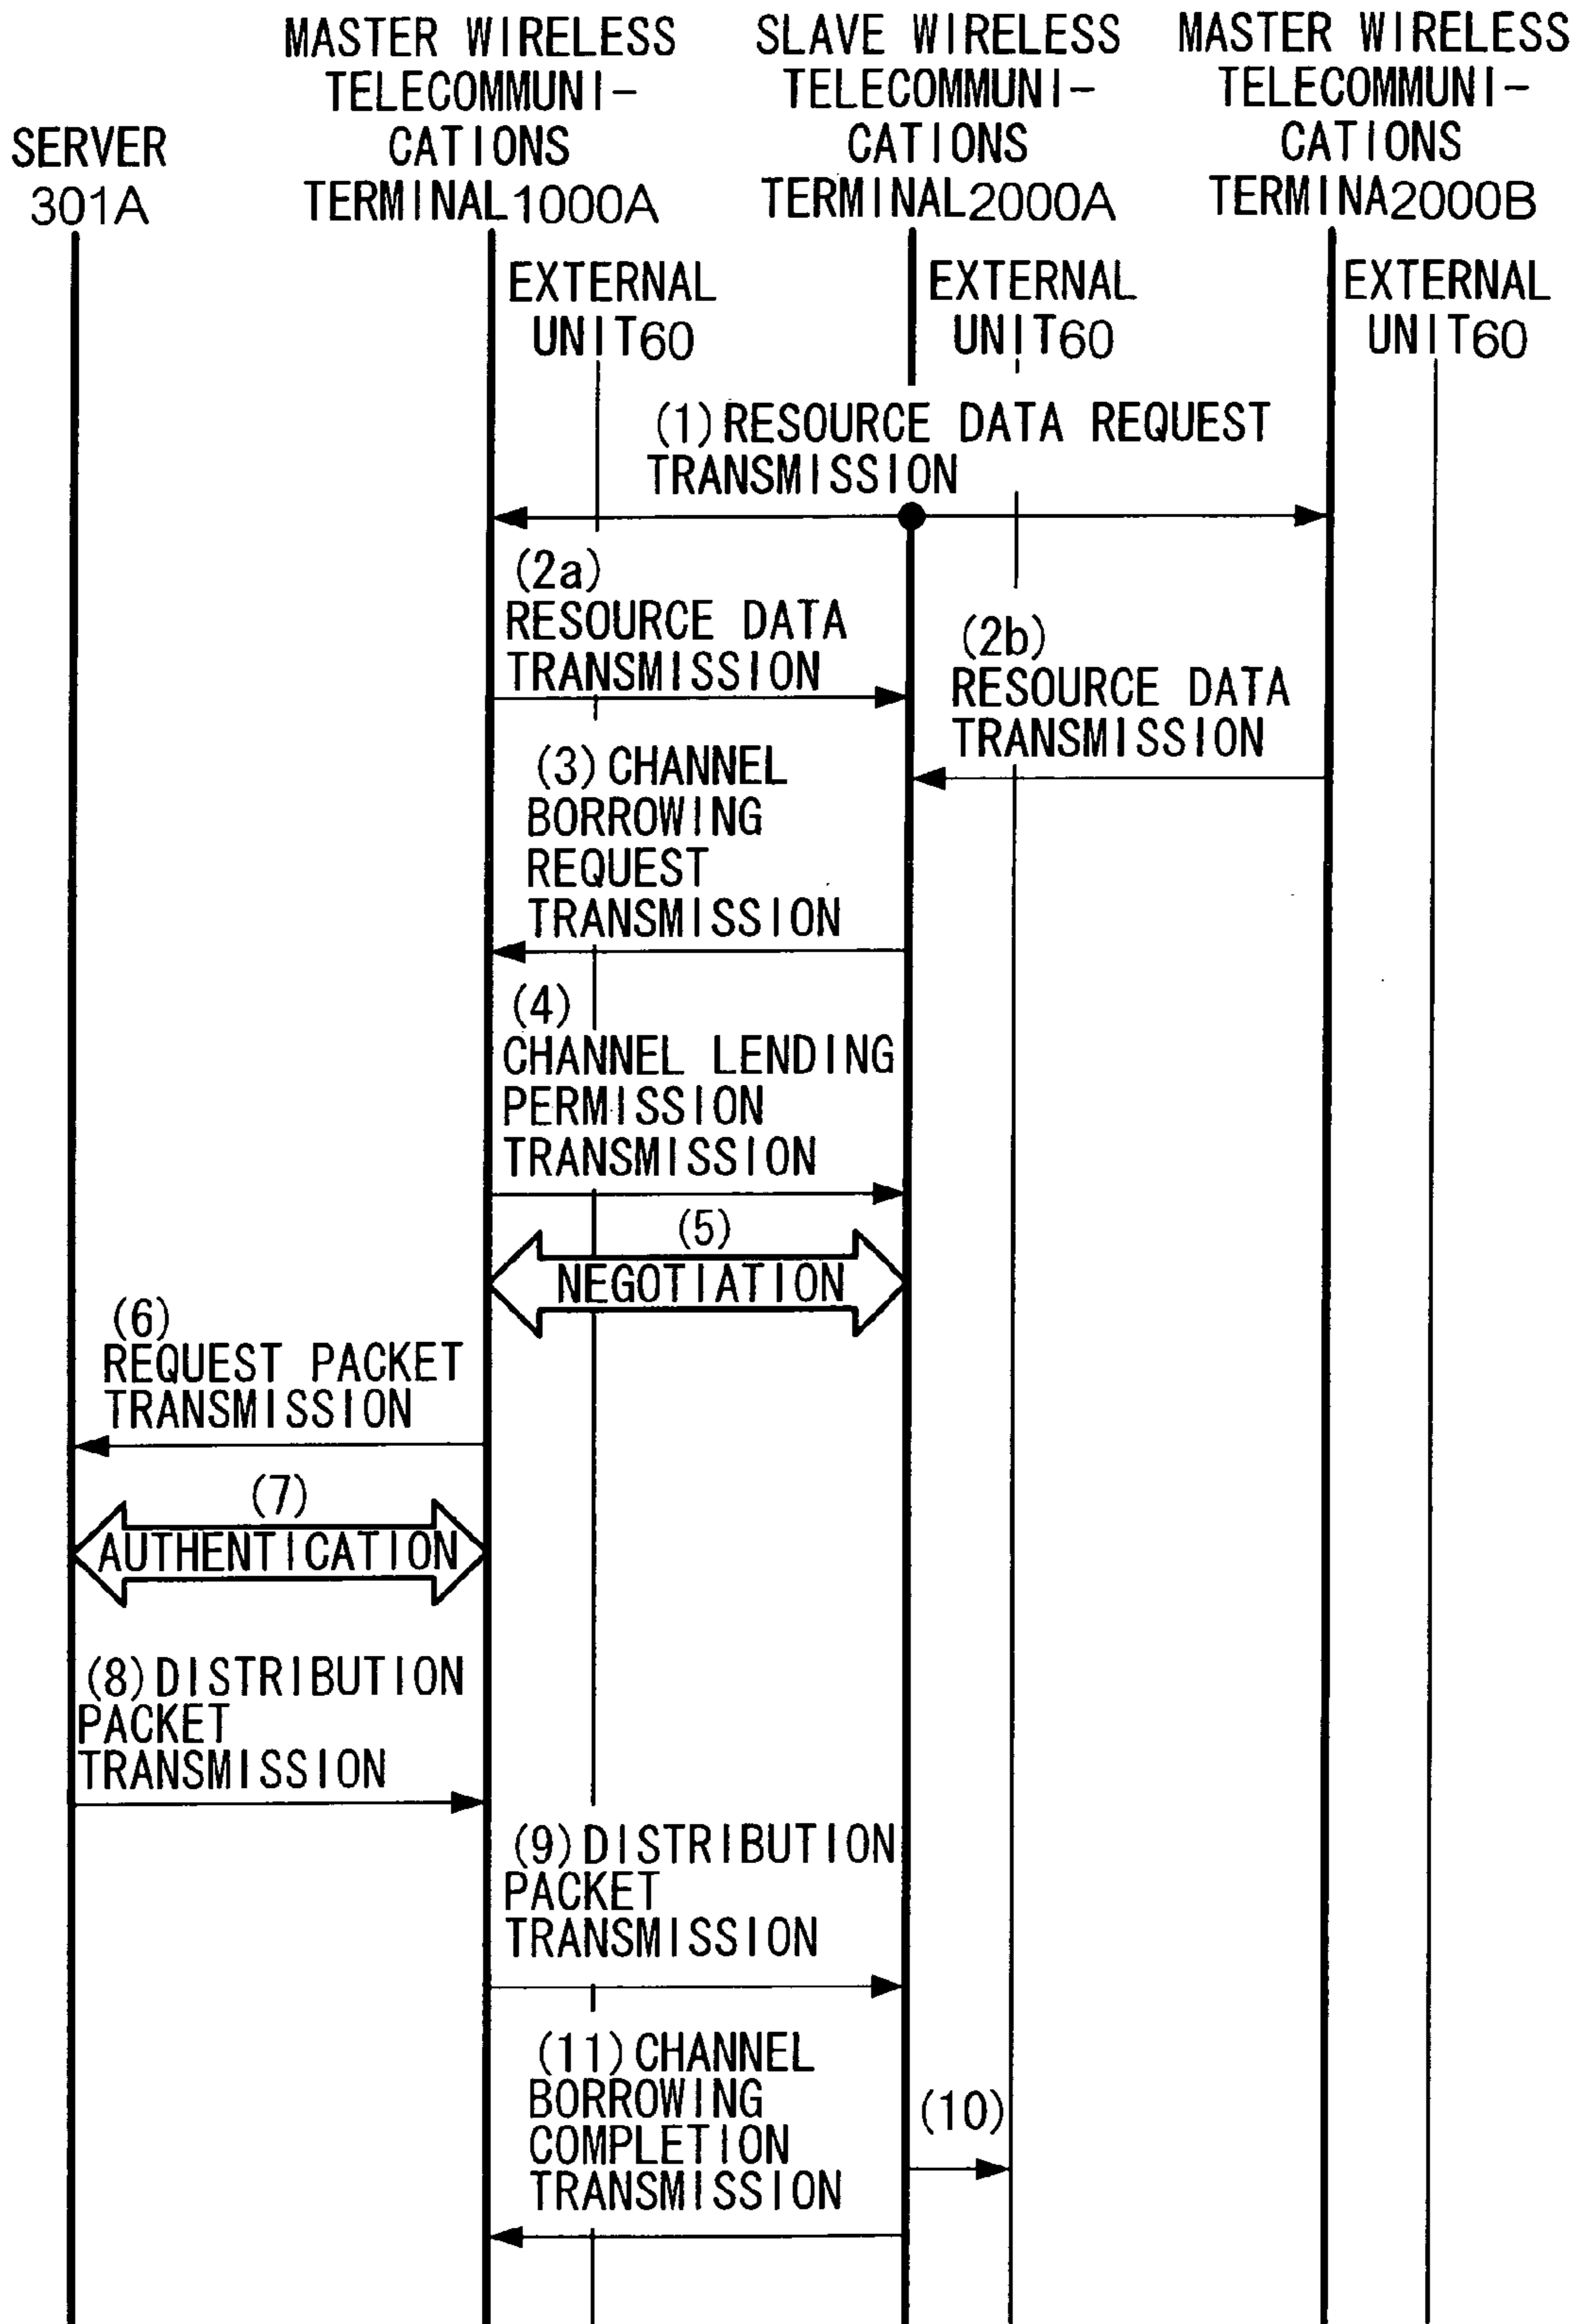 MASTER WIRELESS
TELECOMMUNI-
CATIONS
TERMINAL1000A
SLAVE WIRELESS
TELECOMMUNI-
CATIONS
TERMINAL2000A
MASTER WIRELESS
TELECOMMUNI-
CATIONS
TERMINA2000B
SERVER
301A
EXTERNAL
UNIT60
EXTERNAL
UNIT60
EXTERNAL
UNIT60
(1)RESOURCE DATA REQUEST
TRANSMISSION
(2a)
RESOURCE DATA
TRANSMISSION
(2b)
RESOURCE DATA
TRANSMISSION
(3)CHANNEL
BORROWING
REQUEST
TRANSMISSION
(4)
CHANNEL LENDING
PERMISSION
TRANSMISSION
(5)
NEGOTIATION
(6)
REQUEST PACKET
TRANSMISSION
(7)
AUTHENTICATION
(8)DISTRIBUTION
PACKET
TRANSMISSION
(9)DISTRIBUTION
PACKET
TRANSMISSION
(10)
(11)CHANNEL
BORROWING
COMPLETION
TRANSMISSION